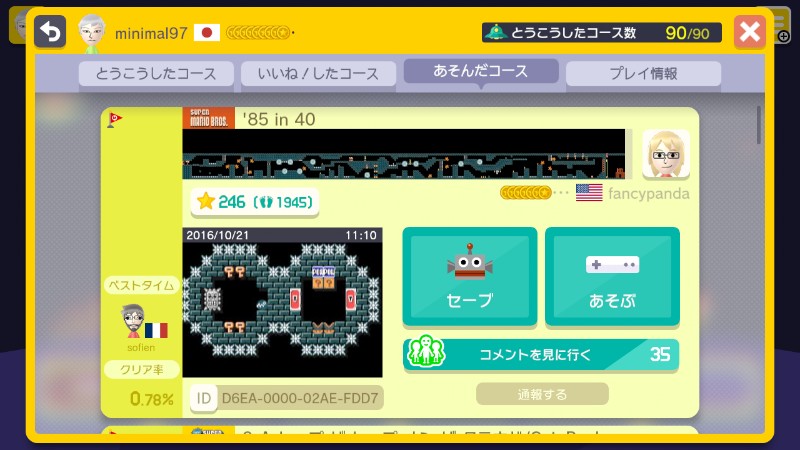 minimal97
とうこうしたコース数 90/90
とうこうしたコース
いいね!したコース
あそんだコース
プレイ情報
SUPER
MARIO BROS.
'85 in 40
246 (1945)
fancypanda
2016/10/21 11:10
ベストタイム
sofien
クリア率
0.78%
セーブ
あそぶ
コメントを見に行く 35
ID D6EA-0000-02AE-FDD7
通報する